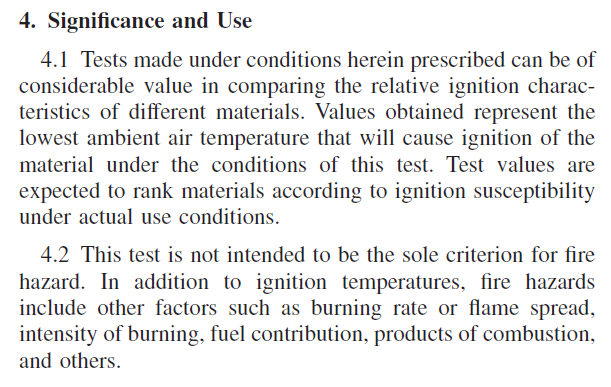 4. Significance and Use
4.1 Tests made under conditions herein prescribed can be of
considerable value in comparing the relative ignition charac-
teristics of different materials. Values obtained represent the
lowest ambient air temperature that will cause ignition of the
material under the conditions of this test. Test values are
expected to rank materials according to ignition susceptibility
under actual use conditions.
4.2 This test is not intended to be the sole criterion for fire
hazard. In addition to ignition temperatures, fire hazards
include other factors such as burning rate or flame spread,
intensity of burning, fuel contribution, products of combustion,
and others.